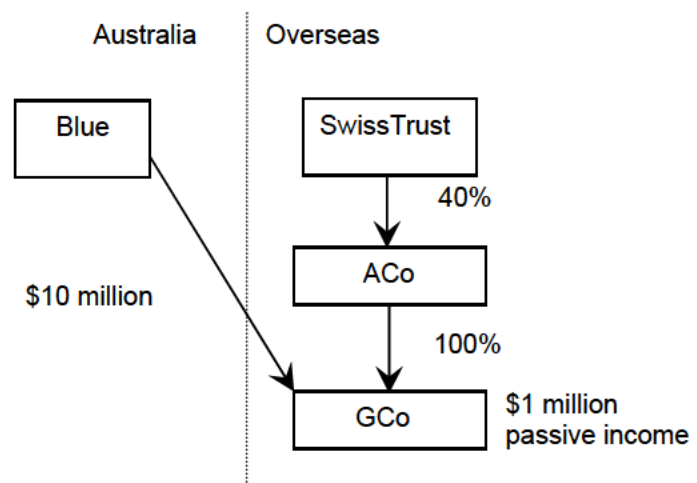 Australia
Overseas
Blue
SwissTrust
40%
ACo
$10 million
100%
GCo
$1 million
passive income